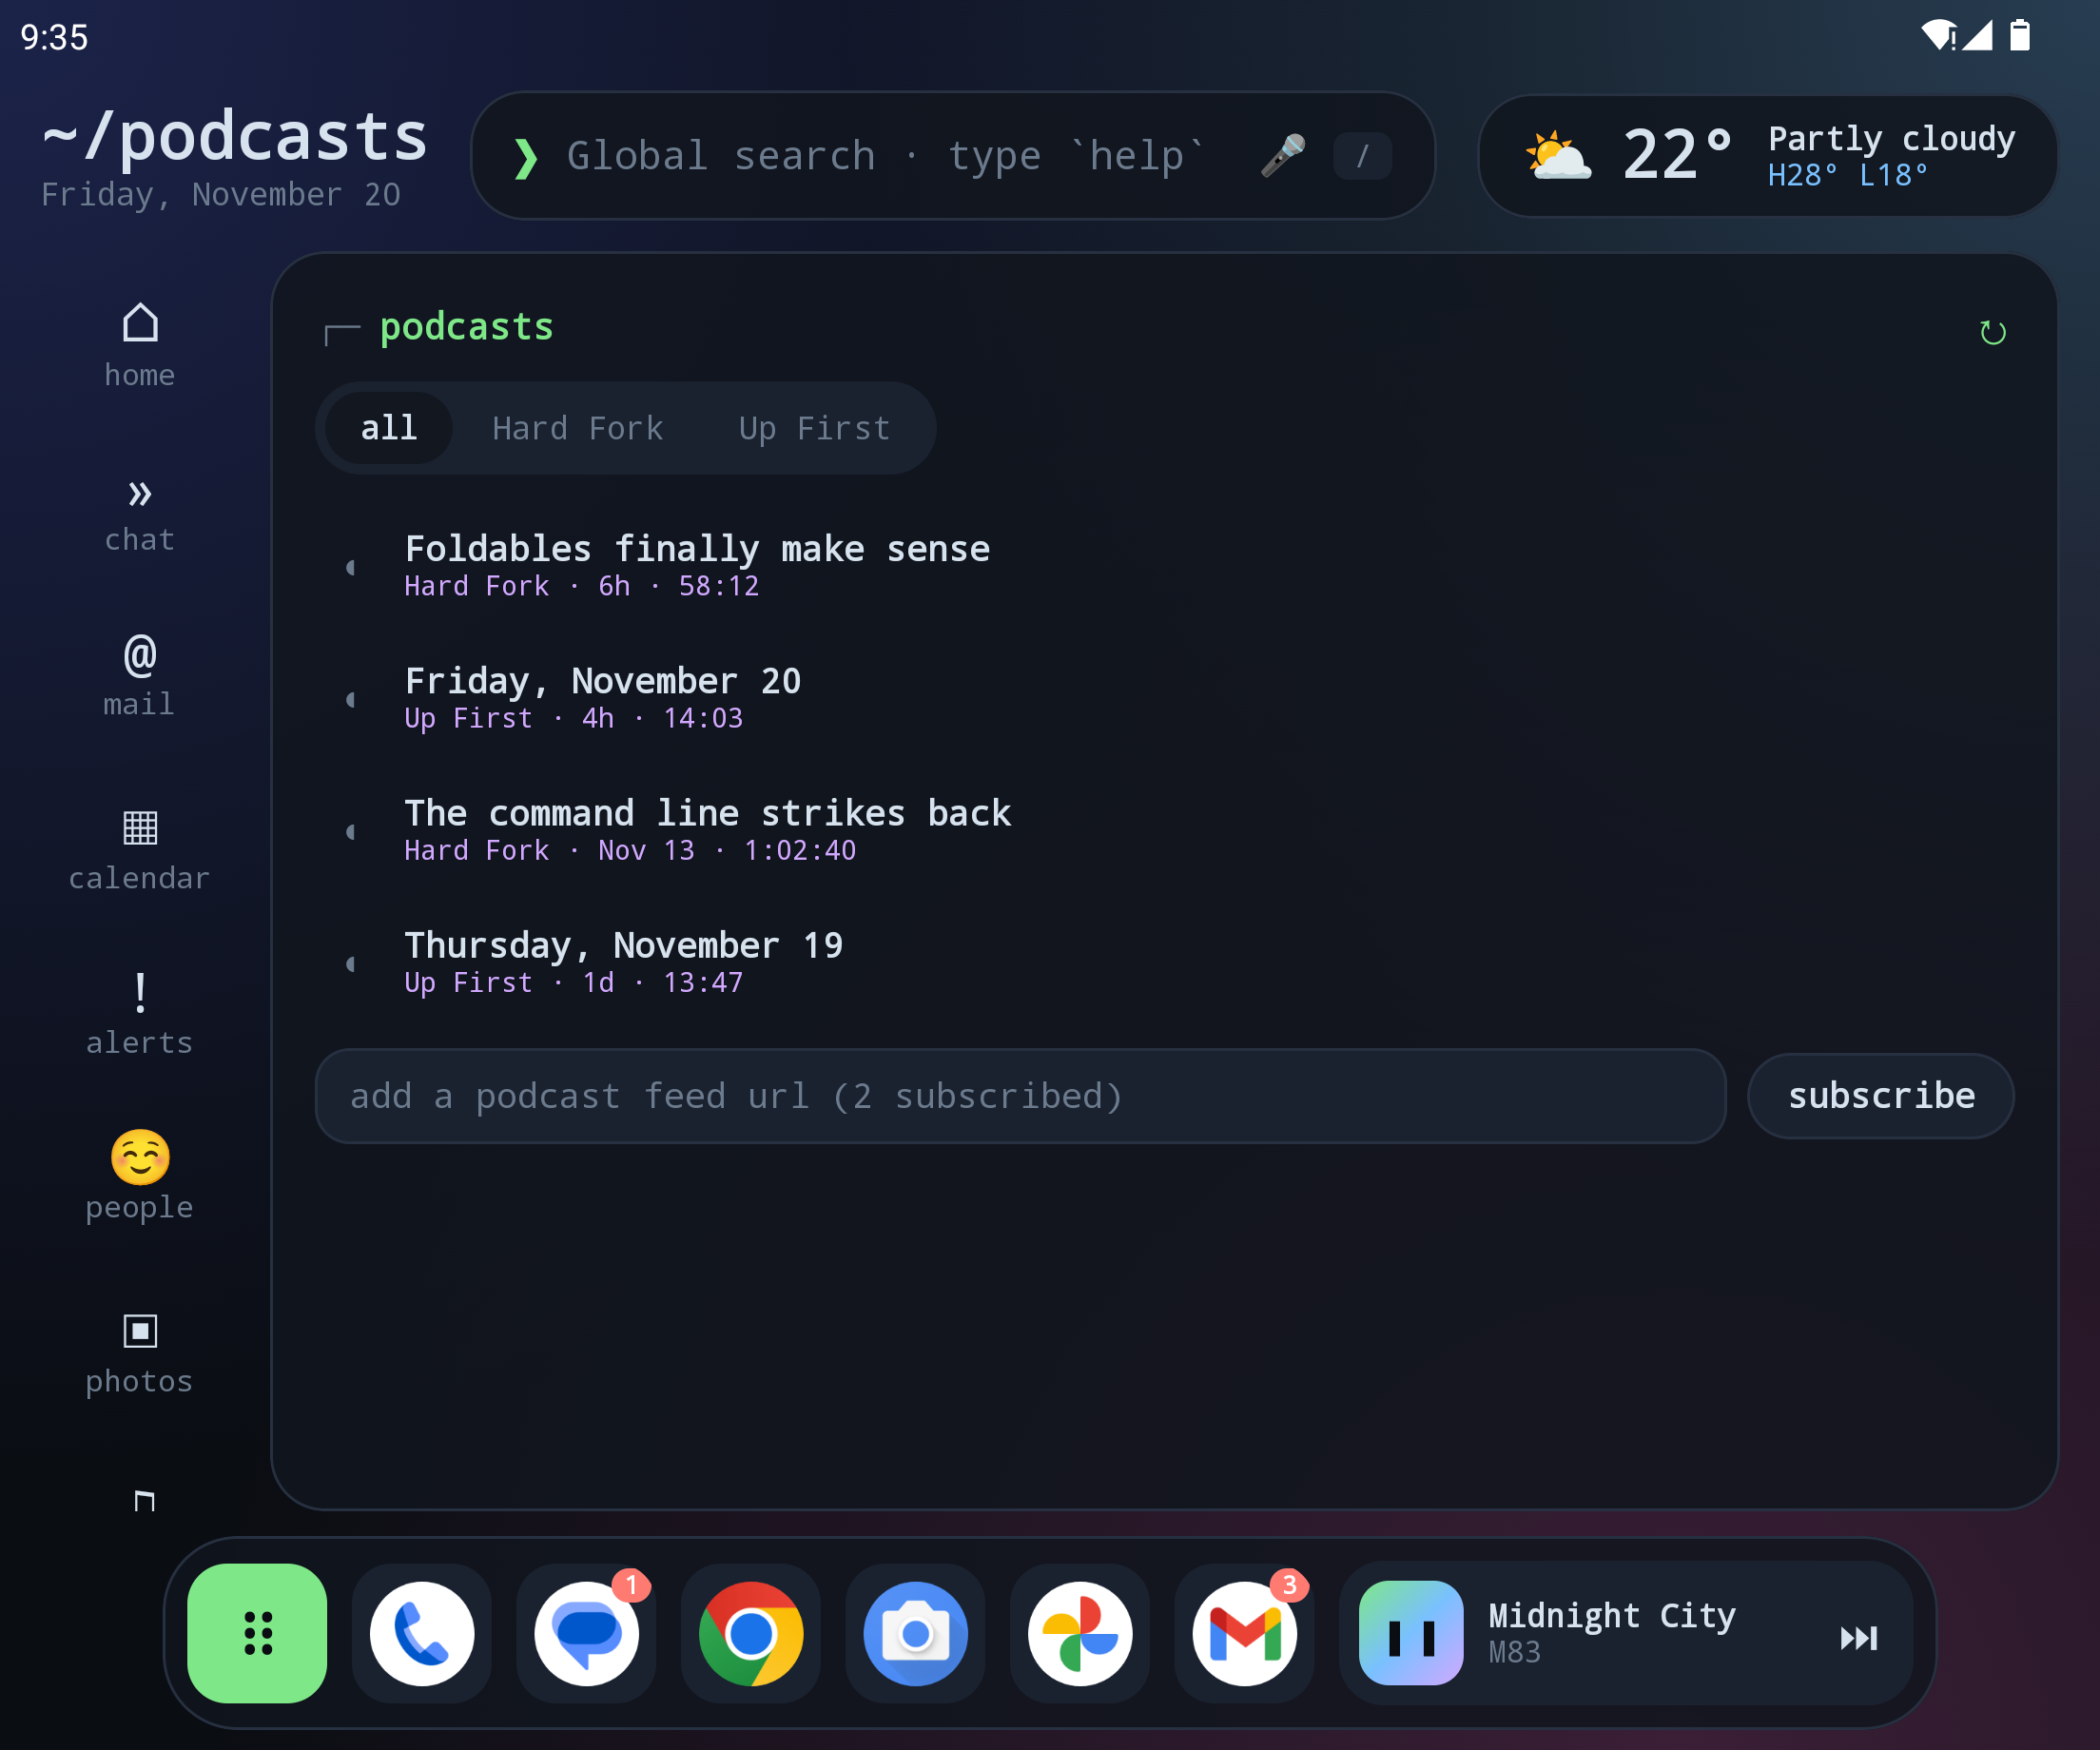 9:35
~/podcasts
Friday, November 20
❯ Global search · type `help`
/
22°
Partly cloudy
H28° L18°
home
» chat
@ mail
calendar
! alerts
people
photos
┌─ podcasts
↻
all
Hard Fork
Up First
Foldables finally make sense
Hard Fork · 6h · 58:12
Friday, November 20
Up First · 4h · 14:03
The command line strikes back
Hard Fork · Nov 13 · 1:02:40
Thursday, November 19
Up First · 1d · 13:47
add a podcast feed url (2 subscribed)
subscribe
1
3
Midnight City
M83